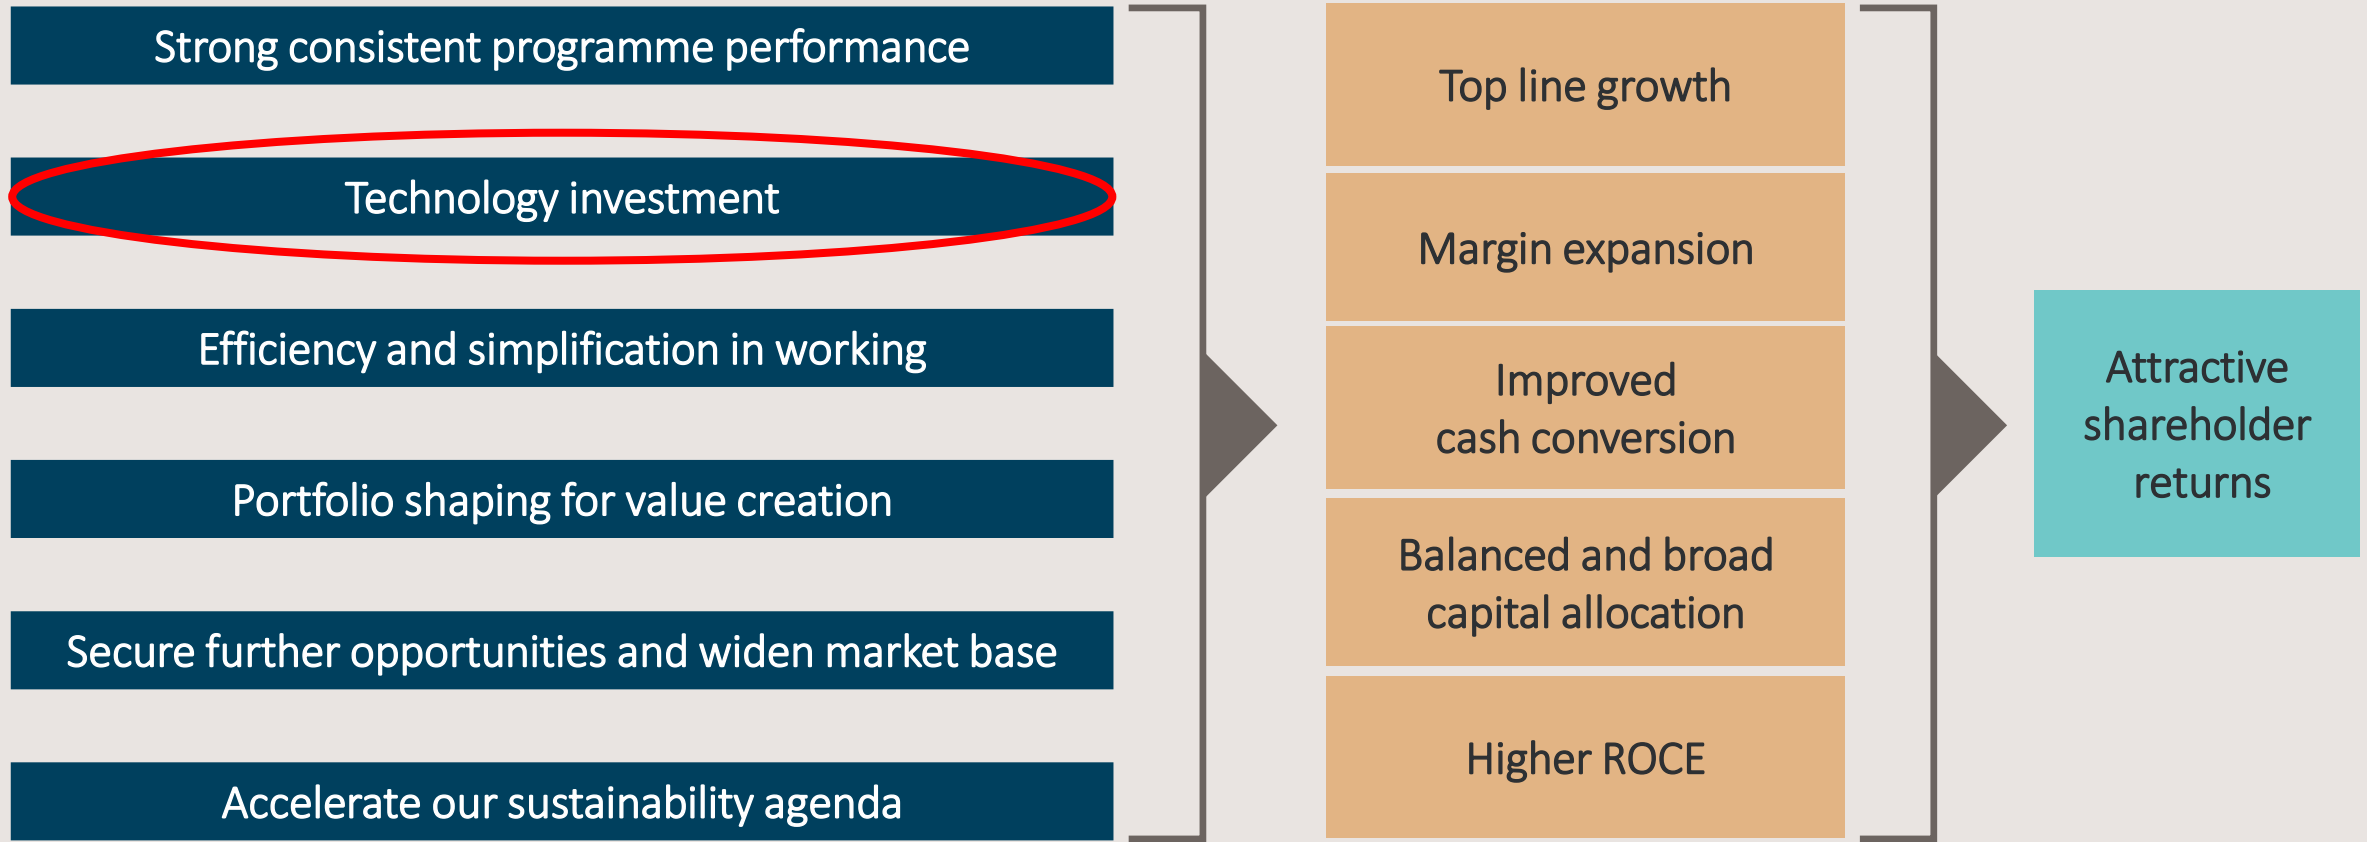 Strong consistent programme performance
Technology investment
Efficiency and simplification in working
Portfolio shaping for value creation
Secure further opportunities and widen market base
Accelerate our sustainability agenda
Top line growth
Margin expansion
Improved
cash conversion
Balanced and broad
capital allocation
Higher ROCE
Attractive
shareholder
returns